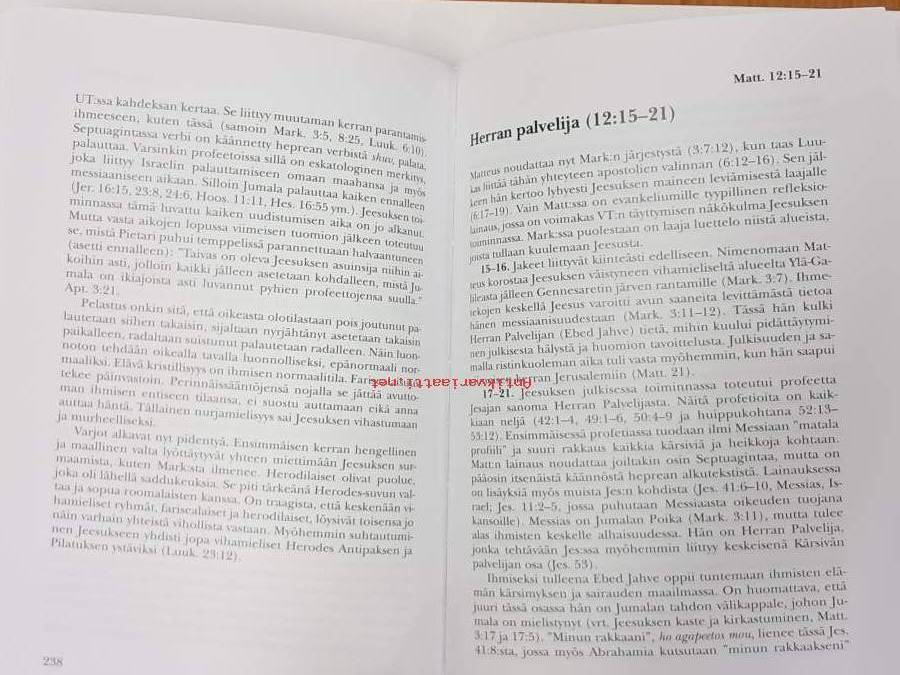 UT:ssa kahdeksan kertaa. Se liittyy muutaman kerran parantamis-
ihmeeseen, kuten tässä (samoin Mark. 3:5, 8:25, Luuk. 6:10).
Septuagintassa verbi on käännetty heprean verbistä shuv, palata,
palauttaa. Varsinkin profeetoissa sillä on eskatologinen merkitys,
joka liittyy Israelin palauttamiseen omaan maahansa ja myös
messiaaniseen aikaan. Silloin Jumala palauttaa kaiken ennalleen
(Jer. 16:15, 23:8, 24:6, Hoos. 11:11, Hes. 16:55 ym.). Jeesuksen toi-
minnassa tämä luvattu kaiken uudistumisen aika on jo alkanut.
Mutta vasta aikojen lopussa viimeisen tuomion jälkeen toteutuu
se, mistä Pietari puhui temppelissä parannettuaan halvaantuneen
(asetti ennalleen): "Taivas on oleva Jeesuksen asuinsija niihin ai-
koihin asti, jolloin kaikki jälleen asetetaan kohdalleen, mistä Ju-
mala on ikiajoista asti luvannut pyhien profeettojensa suulla."
Apt. 3:21.
Pelastus onkin sitä, että oikeasta olotilastaan pois joutunut pa-
lautetaan siihen takaisin, sijaltaan nyrjähtänyt asetetaan takaisin
paikalleen, radaltaan suistunut palautetaan radalleen. Näin luon-
noton tehdään oikealla tavalla luonnolliseksi, epänormaali nor-
maaliksi. Elävä kristillisyys on ihmisen normaalitila. Farisealaisuus
tekee päinvastoin. Perinnäissääntöjensä nojalla se jättää avutto-
man ihmisen entiseen tilaansa, ei suostu auttamaan eikä anna
auttaa häntä. Tällainen nurjamielisyys sai Jeesuksen vihastumaan
ja murheelliseksi.
Varjot alkavat nyt pidentyä. Ensimmäisen kerran hengellinen
ja maallinen valta lyöttäytyvät yhteen miettimään Jeesuksen sur-
maamista, kuten Mark:sta ilmenee. Herodilaiset olivat puolue,
joka oli lähellä saddukeuksia. Se piti tärkeänä Herodes-suvun val-
taa ja sopua roomalaisten kanssa. On traagista, että keskenään vi-
hamieliset ryhmät, farisealaiset ja herodilaiset, löysivät toisensa jo
näin varhain yhteistä vihollista vastaan. Myöhemmin suhtautumi-
nen Jeesukseen yhdisti jopa vihamieliset Herodes Antipaksen ja
Pilatuksen ystäviksi (Luuk. 23:12).
238
Matt. 12:15–21
Herran palvelija (12:15–21)
Matteus noudattaa nyt Mark:n järjestystä (3:7:12), kun taas Luu-
kas liittää tähän yhteyteen apostolien valinnan (6:12–16). Sen jäl-
keen hän kertoo lyhyesti Jeesuksen maineen leviämisestä laajalle
(6:17–19). Vain Matt:ssa on evankeliumille tyypillinen refleksio-
lainaus, jossa on voimakas VT:n täyttymisen näkökulma Jeesuksen
toiminnassa. Mark:ssa puolestaan on laaja luettelo niistä alueista,
joista tullaan kuulemaan Jeesusta.
15–16. Jakeet liittyvät kiinteästi edelliseen. Nimenomaan Mat-
teus korostaa Jeesuksen väistyneen vihamieliseltä alueelta Ylä-Ga-
lileasta jälleen Gennesaretin järven rantamille (Mark. 3:7). Ihme-
tekojen keskellä Jeesus varoitti avun saaneita levittämästä tietoa
hänen messiaanisuudestaan (Mark. 3:11–12). Tässä hän kulki
Herran Palvelijan (Ebed Jahve) tietä, mihin kuului pidättäytymi-
nen julkisesta hälystä ja huomion tavoittelusta. Julkisuuden ja sa-
malla ristinkuoleman aika tuli vasta myöhemmin, kun hän saapui
herran Jerusalemiin (Matt. 21).
17–21. Jeesuksen julkisessa toiminnassa toteutui profeetta
Jesajan sanoma Herran Palvelijasta. Näitä profetioita on kaik-
kiaan neljä (42:1–4, 49:1–6, 50:4–9 ja huippukohtana 52:13–
53:12). Ensimmäisessä profetiassa tuodaan ilmi Messiaan "matala
profiili" ja suuri rakkaus kaikkia kärsiviä ja heikkoja kohtaan.
Matt:n lainaus noudattaa joiltakin osin Septuagintaa, mutta on
pääosin itsenäistä käännöstä heprean alkutekstistä. Lainauksessa
on lisäyksiä myös muista Jes:n kohdista (Jes. 41:6–10, Messias, Is-
rael; Jes. 11:2–5, jossa puhutaan Messiaasta oikeuden tuojana
kansoille). Messias on Jumalan Poika (Mark. 3:11), mutta tulee
alas ihmisten keskelle alhaisuudessa. Hän on Herran Palvelija,
jonka tehtävään Jes:ssa myöhemmin liittyy keskeisenä Kärsivän
palvelijan osa (Jes. 53).
Ihmiseksi tulleena Ebed Jahve oppii tuntemaan ihmisten elä-
män kärsimyksen ja sairauden maailmassa. On huomattava, että
juuri tässä osassa hän on Jumalan tahdon välikappale, johon Ju-
mala on mielistynyt (vrt. Jeesuksen kaste ja kirkastuminen, Matt.
3:17 ja 17:5). "Minun rakkaani", ho agapeetos mou, lienee tässä Jes.
41:8:sta, jossa myös Abrahamia kutsutaan "minun rakkaakseni"
Antikvariaatti.net